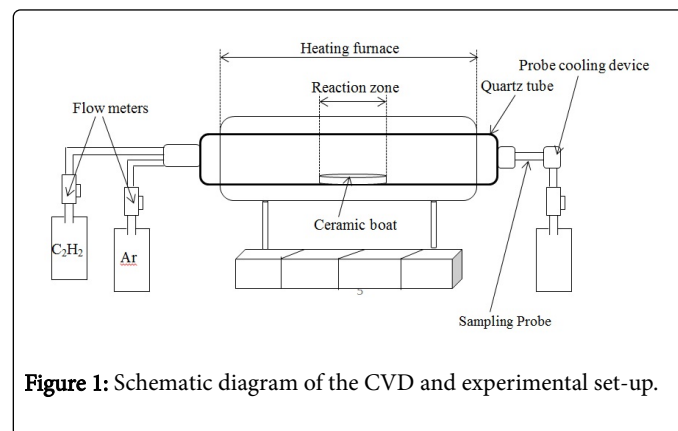 Heating furnace
Probe cooling device
Reaction zone
Quartz tube
Flow meters
Ceramic boat
C₂H₂
Ar
5
Sampling Probe
Figure 1: Schematic diagram of the CVD and experimental set-up.